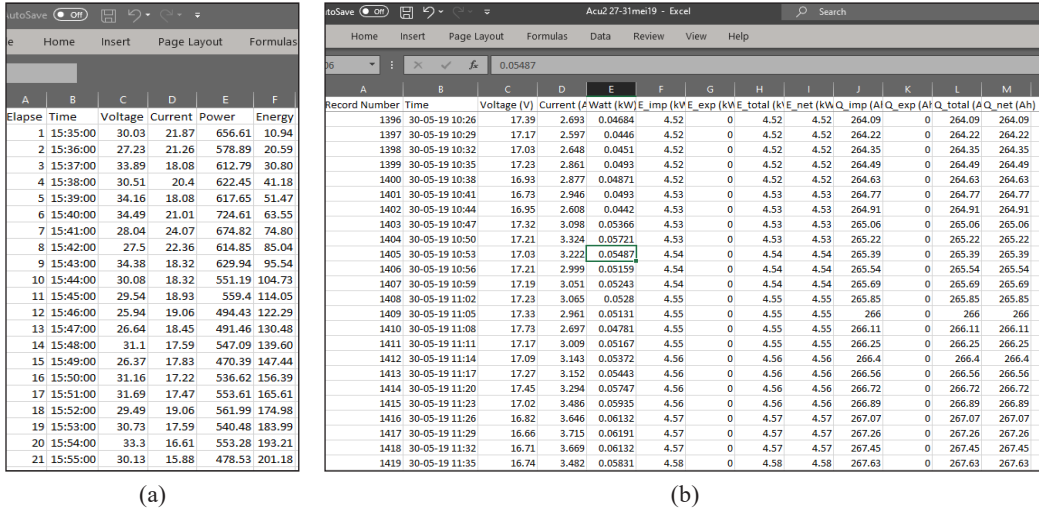 utoSave Off
e Home Insert Page Layout Formulas
A B C D E F
Elapse Time Voltage Current Power Energy
1 15:35:00 30.03 21.87 656.61 10.94
2 15:36:00 27.23 21.26 578.89 20.59
3 15:37:00 33.89 18.08 612.79 30.80
4 15:38:00 30.51 20.4 622.45 41.18
5 15:39:00 34.16 18.08 617.65 51.47
6 15:40:00 34.49 21.01 724.61 63.55
7 15:41:00 28.04 24.07 674.82 74.80
8 15:42:00 27.5 22.36 614.85 85.04
9 15:43:00 34.38 18.32 629.94 95.54
10 15:44:00 30.08 18.32 551.19 104.73
11 15:45:00 29.54 18.93 559.4 114.05
12 15:46:00 25.94 19.06 494.43 122.29
13 15:47:00 26.64 18.45 491.46 130.48
14 15:48:00 31.1 17.59 547.09 139.60
15 15:49:00 26.37 17.83 470.39 147.44
16 15:50:00 31.16 17.22 536.62 156.39
17 15:51:00 31.69 17.47 553.61 165.61
18 15:52:00 29.49 19.06 561.99 174.98
19 15:53:00 30.73 17.59 540.48 183.99
20 15:54:00 33.3 16.61 553.28 193.21
21 15:55:00 30.13 15.88 478.53 201.18
(a)
toSave Off Acu2 27-31mei19 - Excel Search
Home Insert Page Layout Formulas Data Review View Help
06 fx 0.05487
A B C D E F G H I J K L M
Record Number Time Voltage (V) Current (A Watt (kW) E_imp (kW E_exp (kW E_total (kW E_net (kW Q_imp (Al Q_exp (Ah Q_total (A Q_net (Ah)
1396 30-05-19 10:26 17.39 2.693 0.04684 4.52 0 4.52 4.52 264.09 0 264.09 264.09
1397 30-05-19 10:29 17.17 2.597 0.0446 4.52 0 4.52 4.52 264.22 0 264.22 264.22
1398 30-05-19 10:32 17.03 2.648 0.0451 4.52 0 4.52 4.52 264.35 0 264.35 264.35
1399 30-05-19 10:35 17.23 2.861 0.0493 4.52 0 4.52 4.52 264.49 0 264.49 264.49
1400 30-05-19 10:38 16.93 2.877 0.04871 4.52 0 4.52 4.52 264.63 0 264.63 264.63
1401 30-05-19 10:41 16.73 2.946 0.0493 4.53 0 4.53 4.53 264.77 0 264.77 264.77
1402 30-05-19 10:44 16.95 2.608 0.0442 4.53 0 4.53 4.53 264.91 0 264.91 264.91
1403 30-05-19 10:47 17.32 3.098 0.05366 4.53 0 4.53 4.53 265.06 0 265.06 265.06
1404 30-05-19 10:50 17.21 3.324 0.05721 4.53 0 4.53 4.53 265.22 0 265.22 265.22
1405 30-05-19 10:53 17.03 3.222 0.05487 4.54 0 4.54 4.54 265.39 0 265.39 265.39
1406 30-05-19 10:56 17.21 2.999 0.05159 4.54 0 4.54 4.54 265.54 0 265.54 265.54
1407 30-05-19 10:59 17.19 3.051 0.05243 4.54 0 4.54 4.54 265.69 0 265.69 265.69
1408 30-05-19 11:02 17.23 3.065 0.0528 4.55 0 4.55 4.55 265.85 0 265.85 265.85
1409 30-05-19 11:05 17.33 2.961 0.05131 4.55 0 4.55 4.55 266 0 266 266
1410 30-05-19 11:08 17.73 2.697 0.04781 4.55 0 4.55 4.55 266.11 0 266.11 266.11
1411 30-05-19 11:11 17.17 3.009 0.05167 4.55 0 4.55 4.55 266.25 0 266.25 266.25
1412 30-05-19 11:14 17.09 3.143 0.05372 4.56 0 4.56 4.56 266.4 0 266.4 266.4
1413 30-05-19 11:17 17.27 3.152 0.05443 4.56 0 4.56 4.56 266.56 0 266.56 266.56
1414 30-05-19 11:20 17.45 3.294 0.05747 4.56 0 4.56 4.56 266.72 0 266.72 266.72
1415 30-05-19 11:23 17.02 3.486 0.05935 4.56 0 4.56 4.56 266.89 0 266.89 266.89
1416 30-05-19 11:26 16.82 3.646 0.06132 4.57 0 4.57 4.57 267.07 0 267.07 267.07
1417 30-05-19 11:29 16.66 3.715 0.06191 4.57 0 4.57 4.57 267.26 0 267.26 267.26
1418 30-05-19 11:32 16.71 3.669 0.06132 4.57 0 4.57 4.57 267.45 0 267.45 267.45
1419 30-05-19 11:35 16.74 3.482 0.05831 4.58 0 4.58 4.58 267.63 0 267.63 267.63
(b)